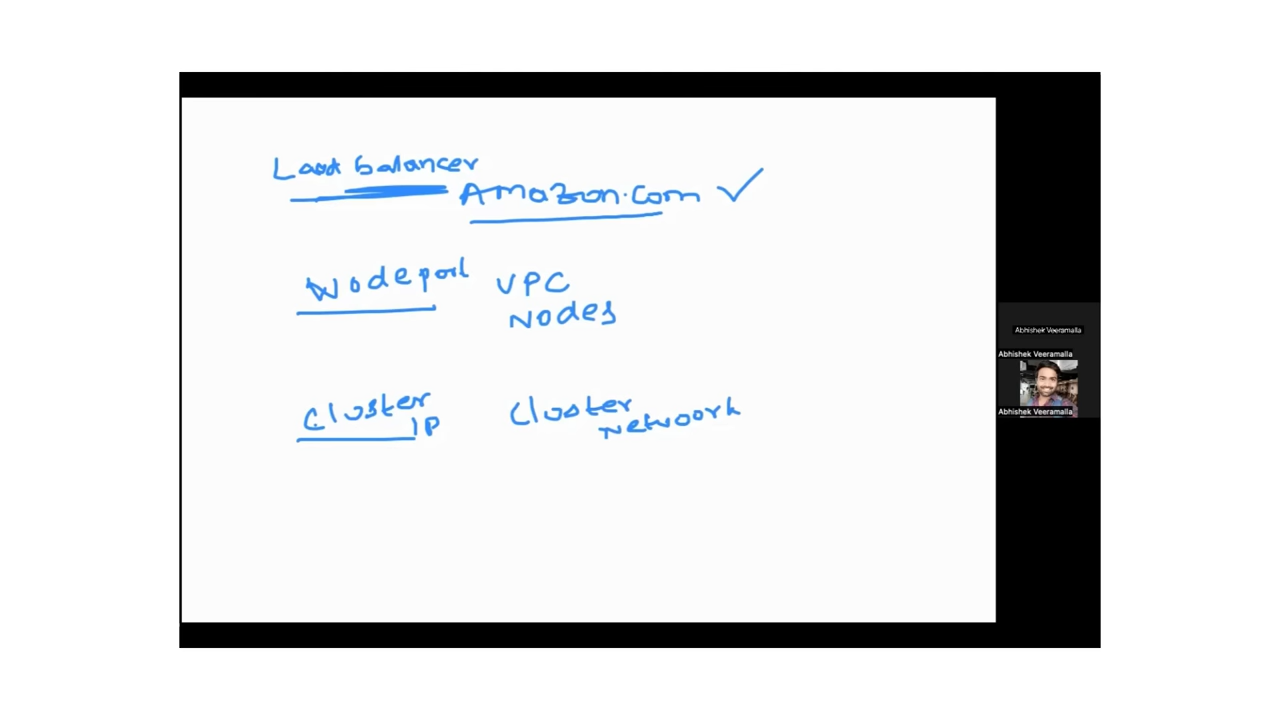 Load balancer
Amazon.com ✓
Nodeport VPC
Nodes
Cluster
IP
Cluster
Network
Abhishek Veeramalla
Abhishek Veeramalla
Abhishek Veeramalla